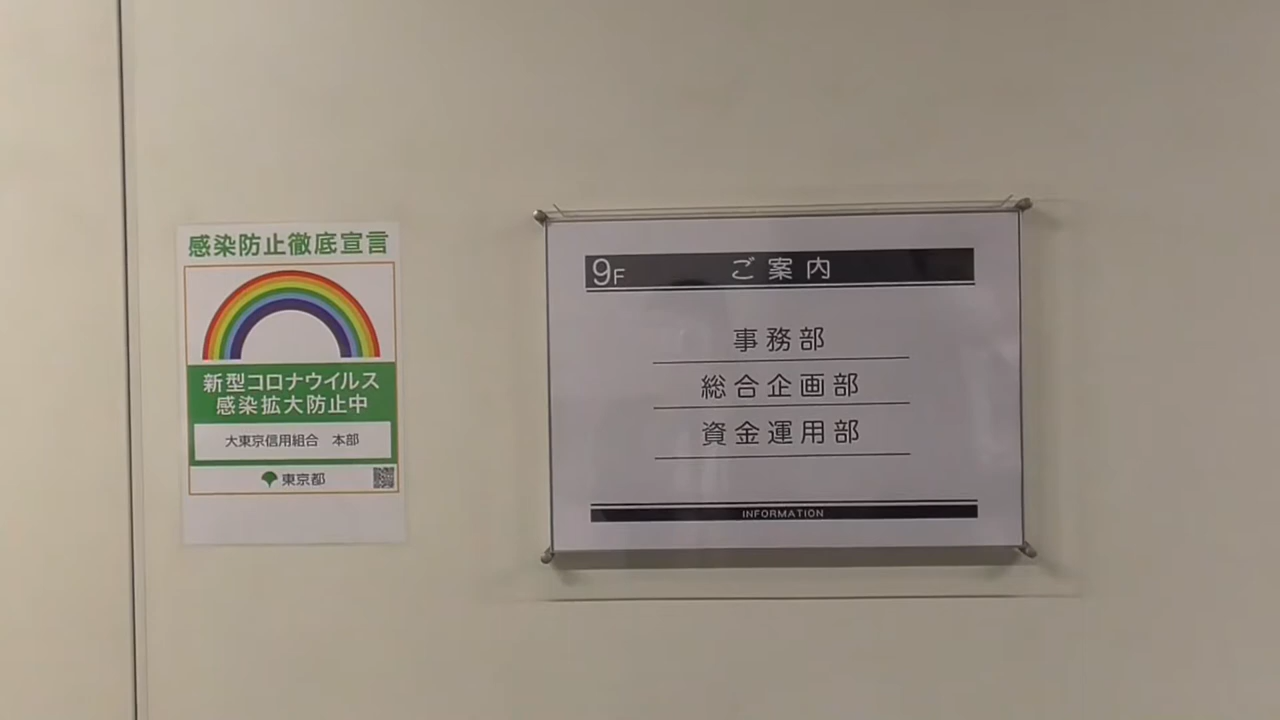 感染防止徹底宣言
新型コロナウイルス
感染拡大防止中
大東京信用組合 本部
東京都
9F ご案内
事務部
総合企画部
資金運用部
INFORMATION